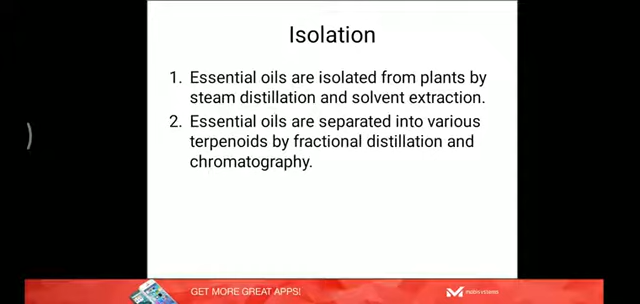 Isolation
1. Essential oils are isolated from plants by
steam distillation and solvent extraction.
2. Essential oils are separated into various
terpenoids by fractional distillation and
chromatography.
GET MORE GREAT APPS!
mobisystems